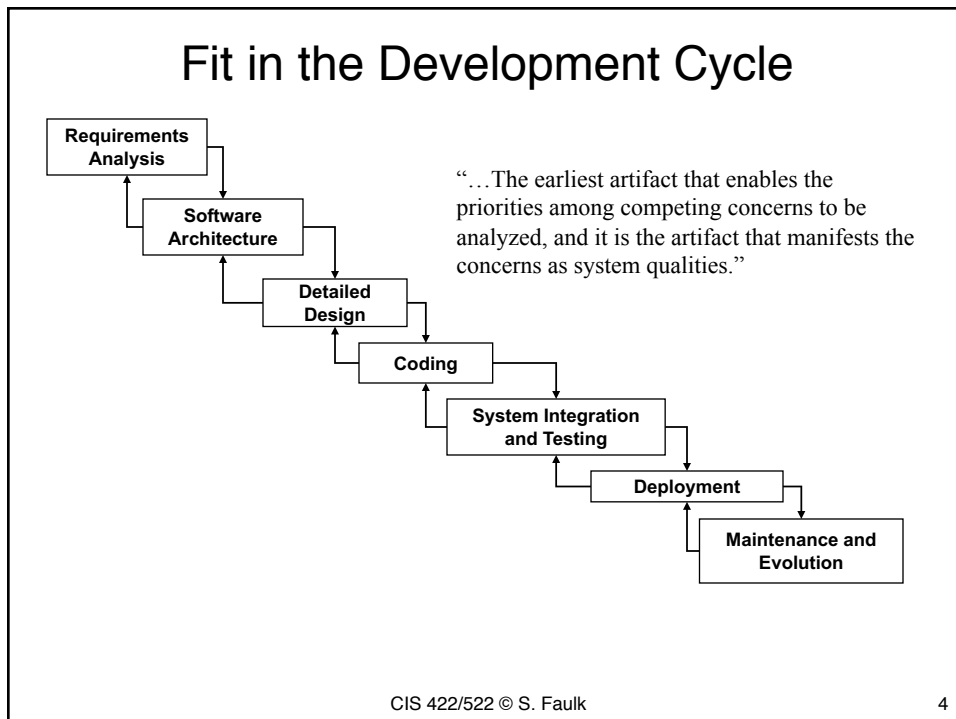 Fit in the Development Cycle
Requirements
Analysis
“…The earliest artifact that enables the
priorities among competing concerns to be
analyzed, and it is the artifact that manifests the
concerns as system qualities.”
Software
Architecture
Detailed
Design
Coding
System Integration
and Testing
Deployment
Maintenance and
Evolution
CIS 422/522 © S. Faulk
4